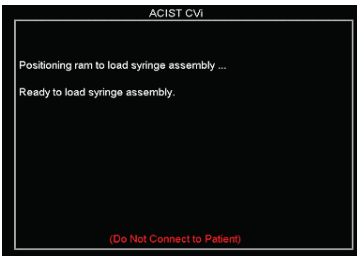 ACIST CVi
Positioning ram to load syringe assembly ...
Ready to load syringe assembly.
(Do Not Connect to Patient)